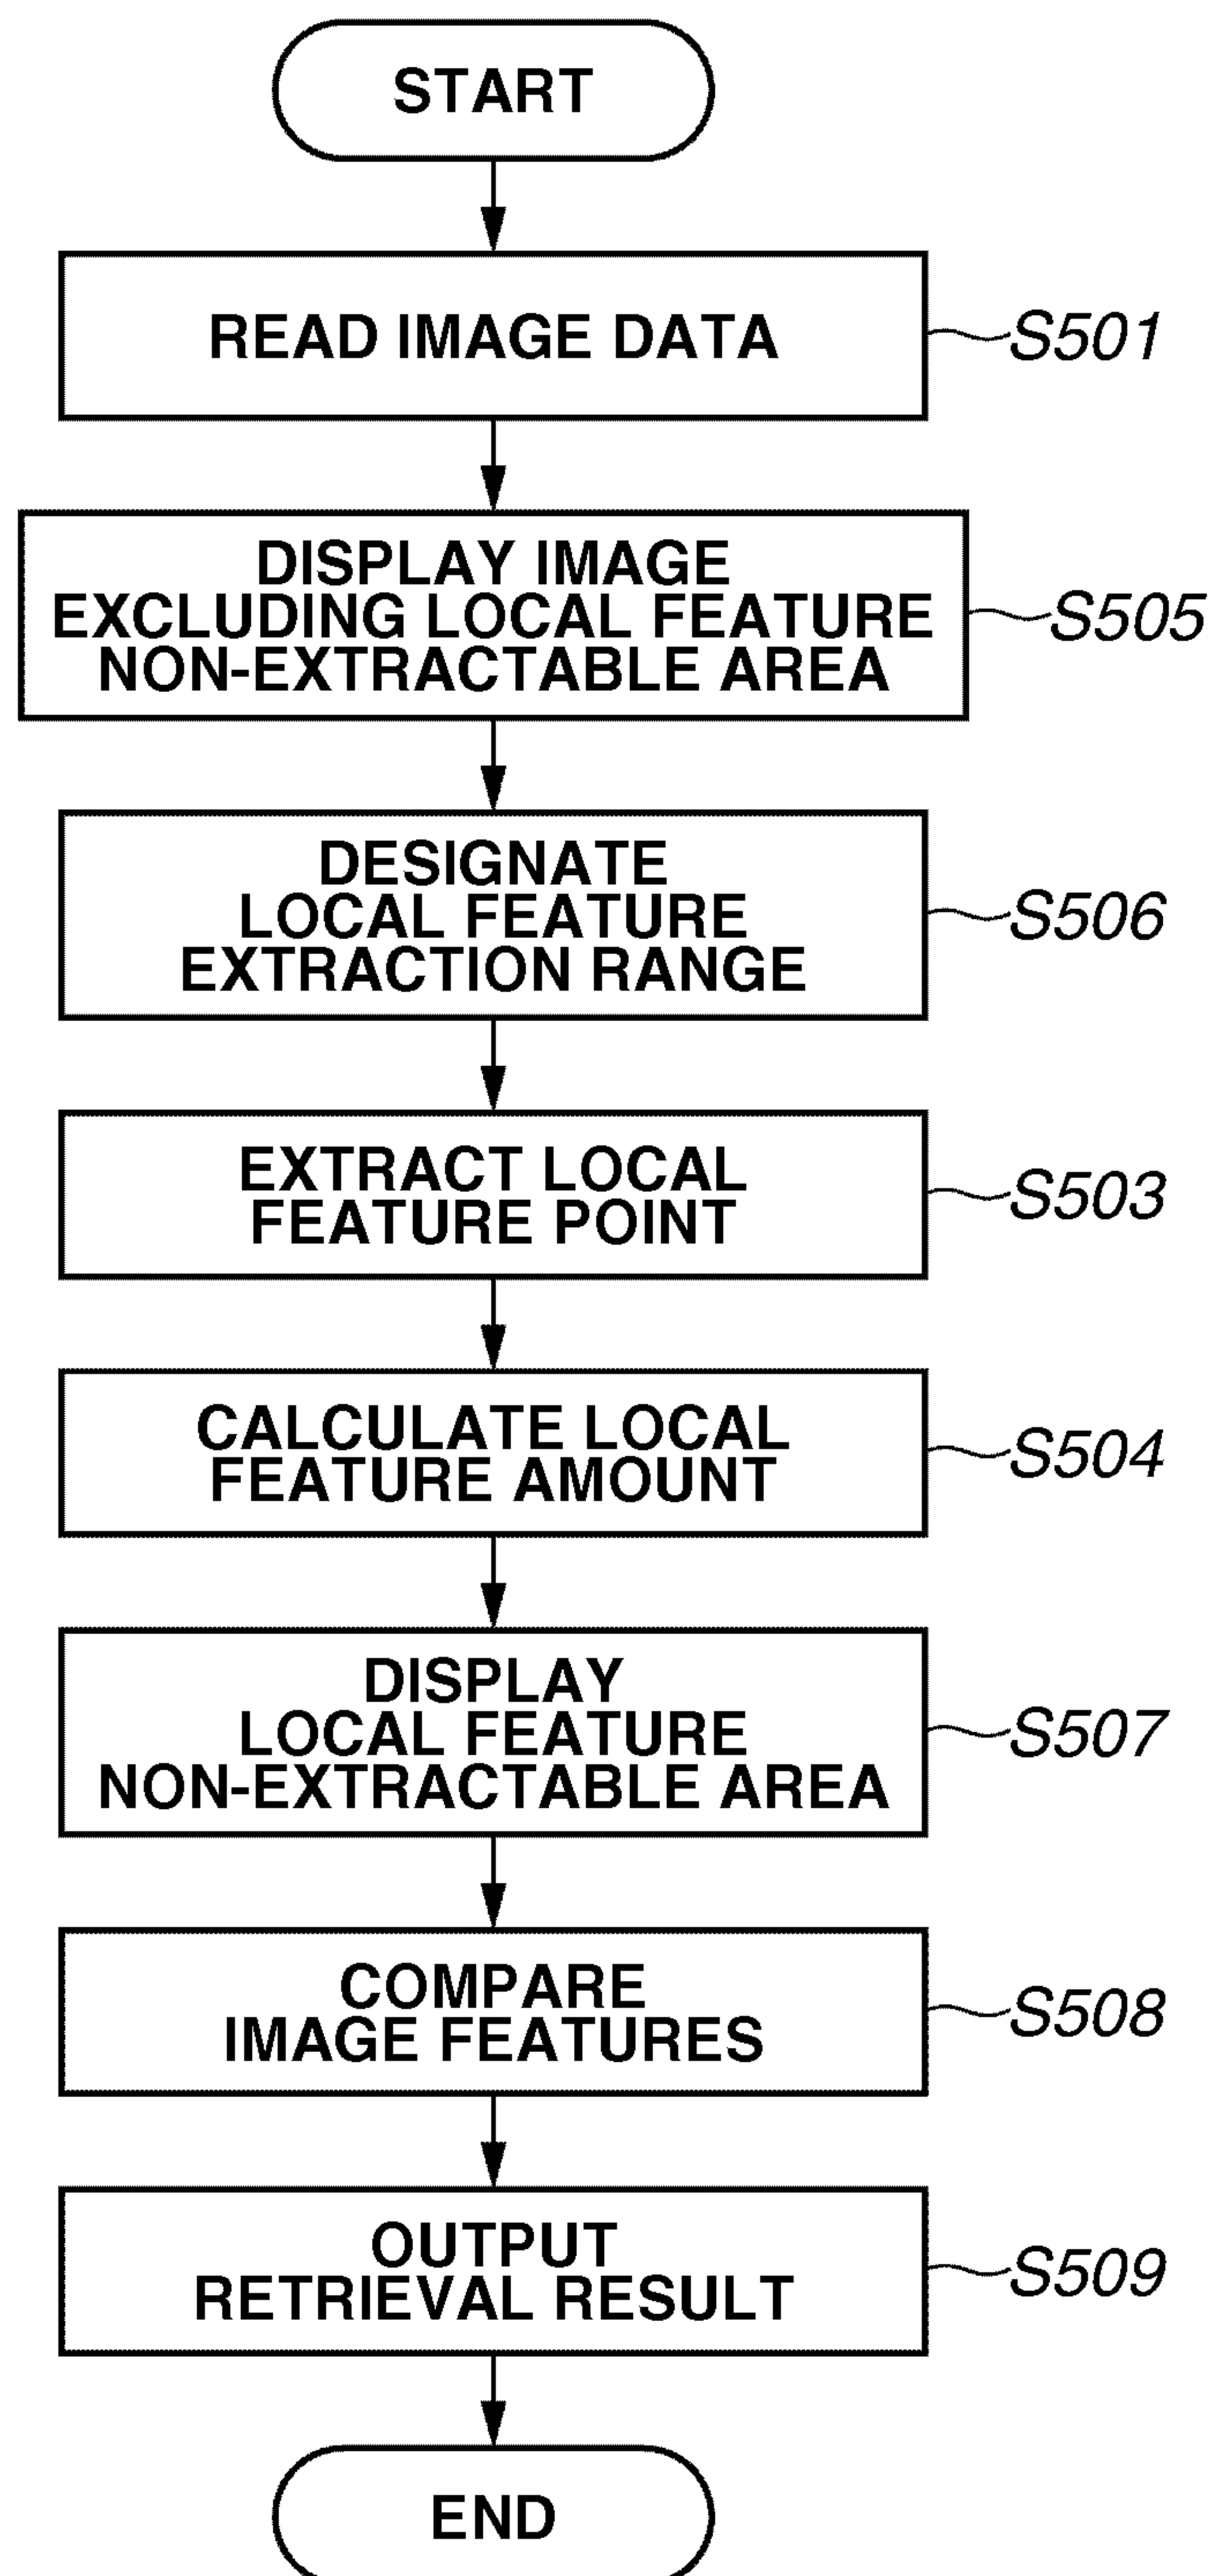 START
READ IMAGE DATA
S501
DISPLAY IMAGE
EXCLUDING LOCAL FEATURE
NON-EXTRACTABLE AREA
S505
DESIGNATE
LOCAL FEATURE
EXTRACTION RANGE
S506
EXTRACT LOCAL
FEATURE POINT
S503
CALCULATE LOCAL
FEATURE AMOUNT
S504
DISPLAY
LOCAL FEATURE
NON-EXTRACTABLE AREA
S507
COMPARE
IMAGE FEATURES
S508
OUTPUT
RETRIEVAL RESULT
S509
END